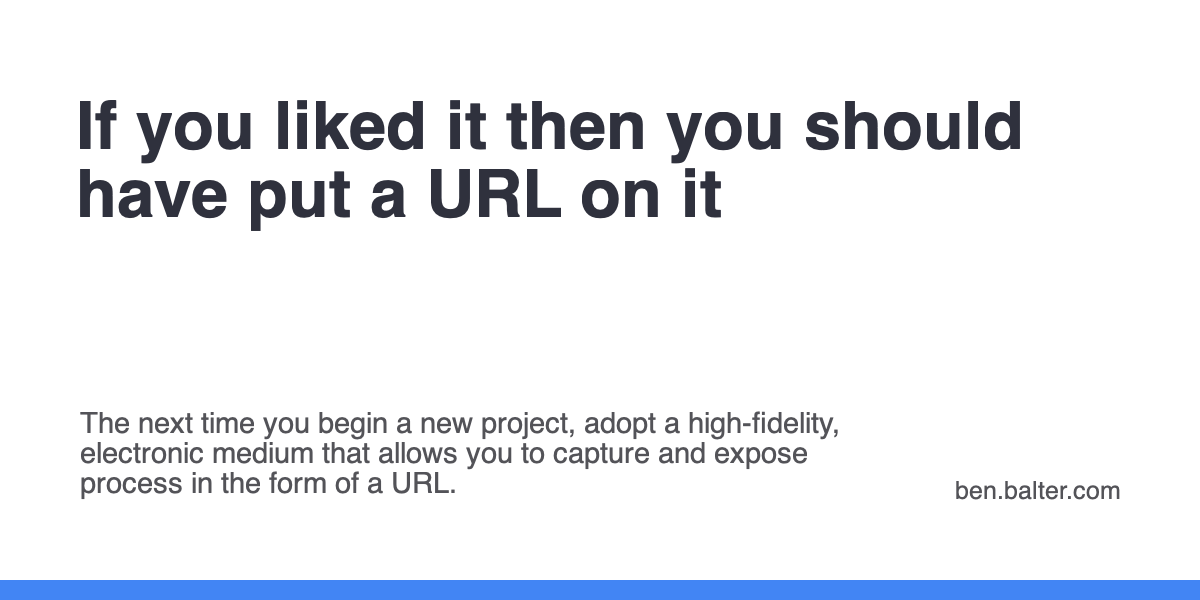 If you liked it then you should
have put a URL on it
The next time you begin a new project, adopt a high-fidelity,
electronic medium that allows you to capture and expose
process in the form of a URL.
ben.balter.com